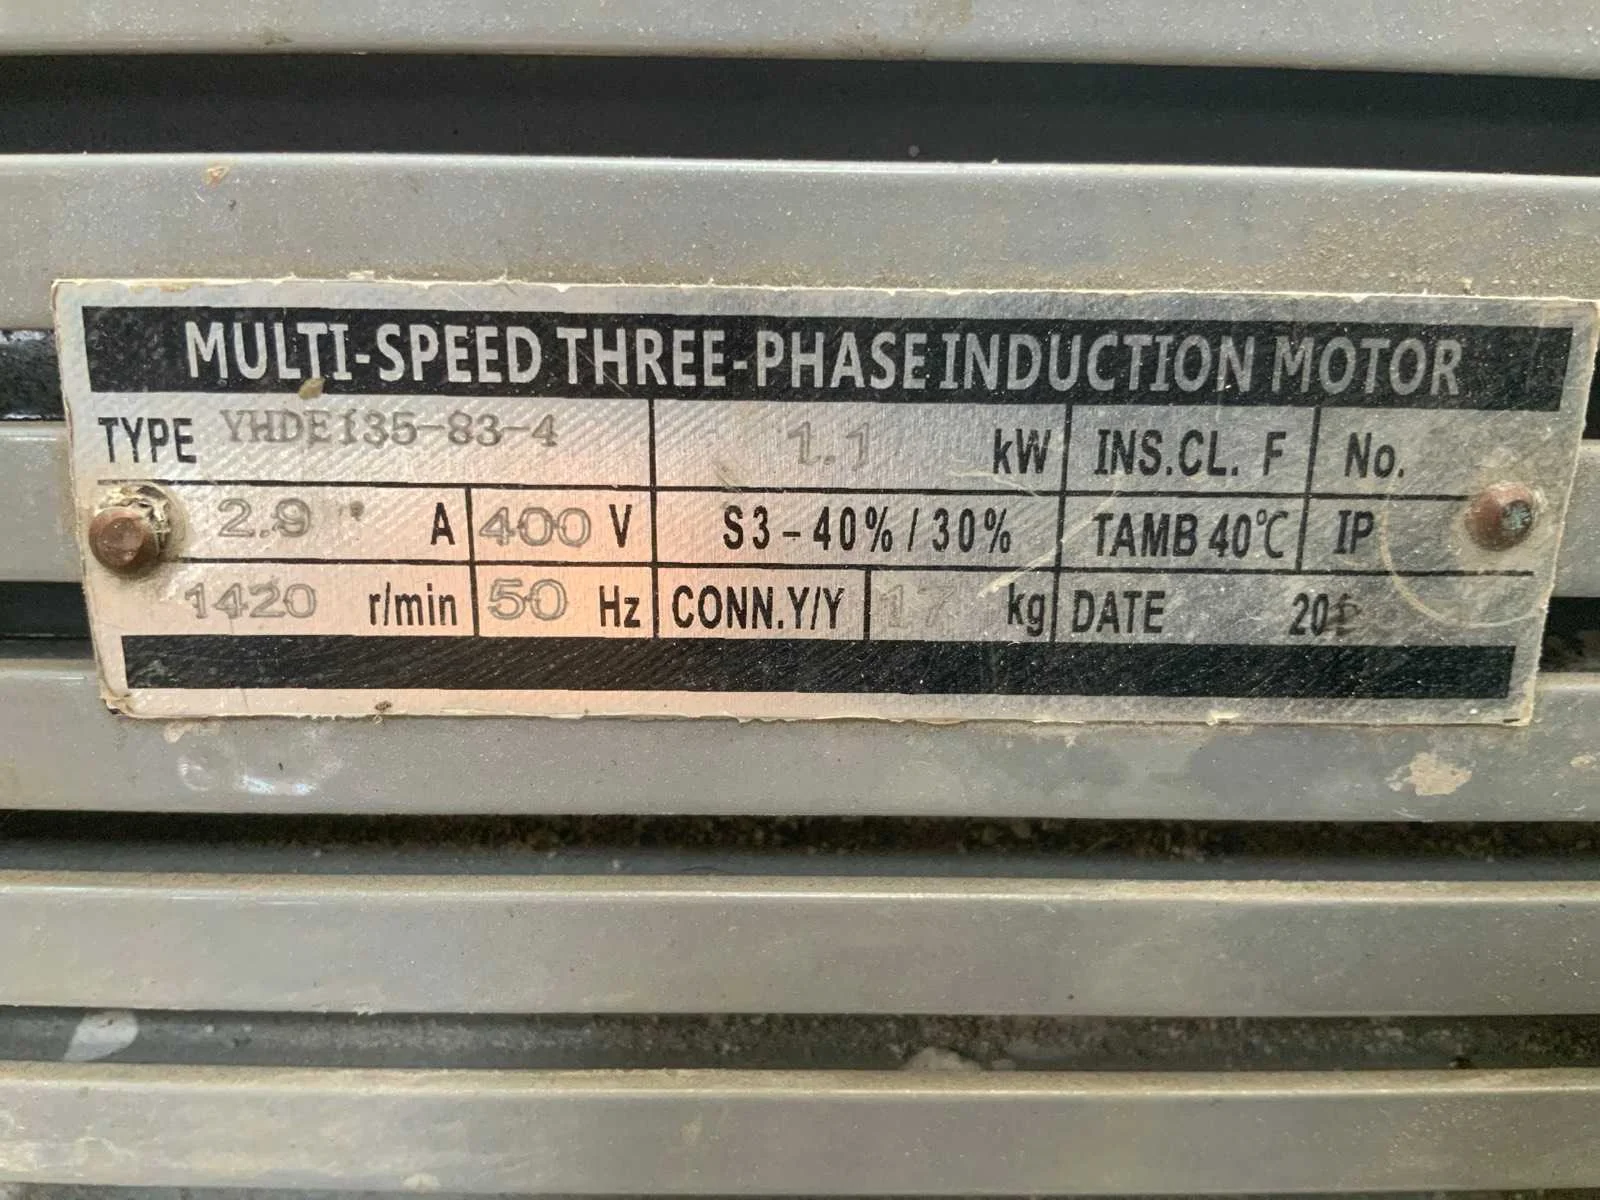 MULTI-SPEED THREE-PHASE INDUCTION MOTOR
TYPE YHDE135-83-4 1.1 kW INS.CL. F No.
2.9 A 400 V S3-40%/30% TAMB 40℃ IP
1420 r/min 50 Hz CONN.Y/Y 17 kg DATE